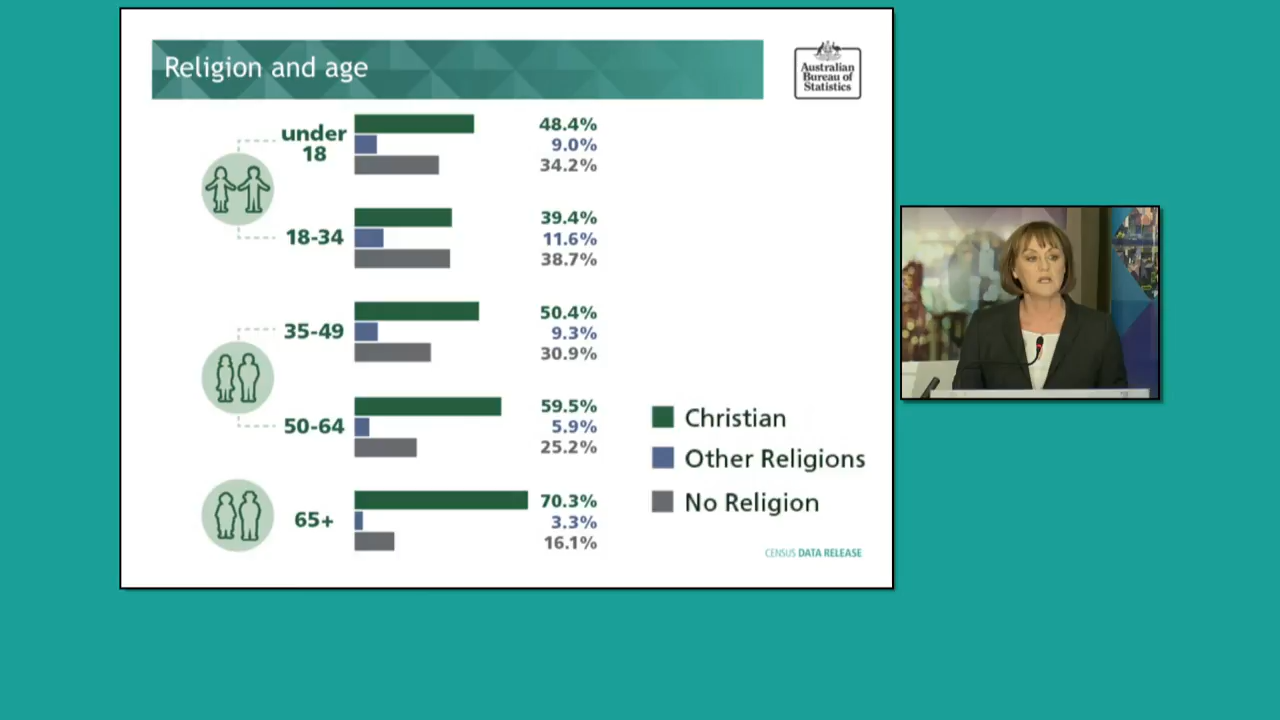 Religion and age
Australian
Bureau of
Statistics
under
18
48.4%
9.0%
34.2%
18-34
39.4%
11.6%
38.7%
35-49
50.4%
9.3%
30.9%
50-64
59.5%
5.9%
25.2%
65+
70.3%
3.3%
16.1%
Christian
Other Religions
No Religion
CENSUS DATA RELEASE